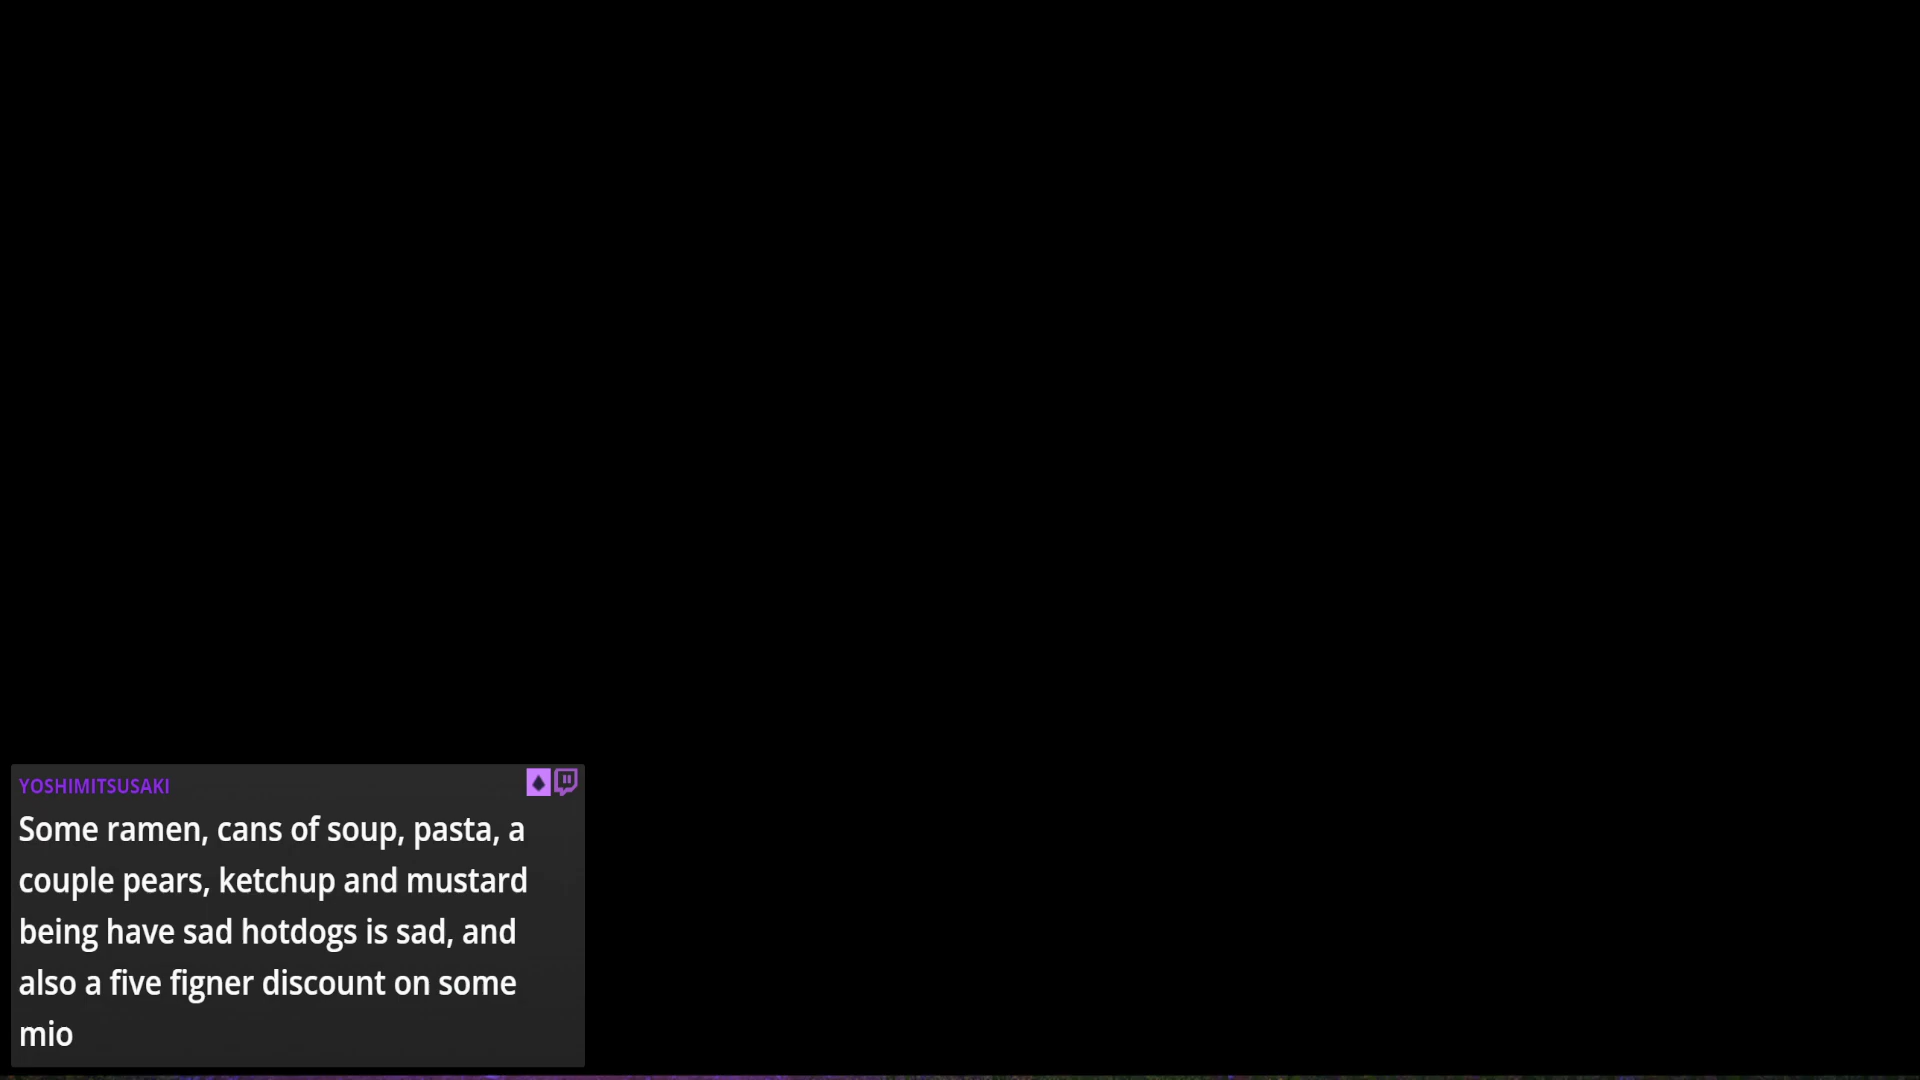 YOSHIMITSUSAKI
Some ramen, cans of soup, pasta, a
couple pears, ketchup and mustard
being have sad hotdogs is sad, and
also a five figner discount on some
mio